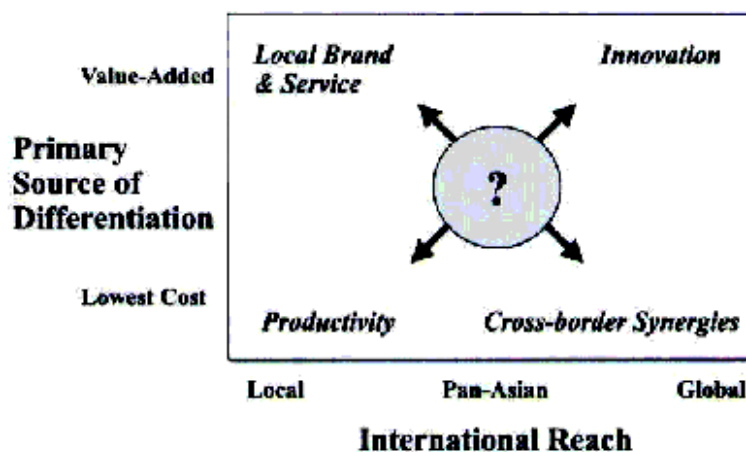 Local Brand
& Service
Innovation
Value-Added
Primary
Source of
Differentiation
?
Lowest Cost
Productivity
Cross-border Synergies
Local
Pan-Asian
Global
International Reach